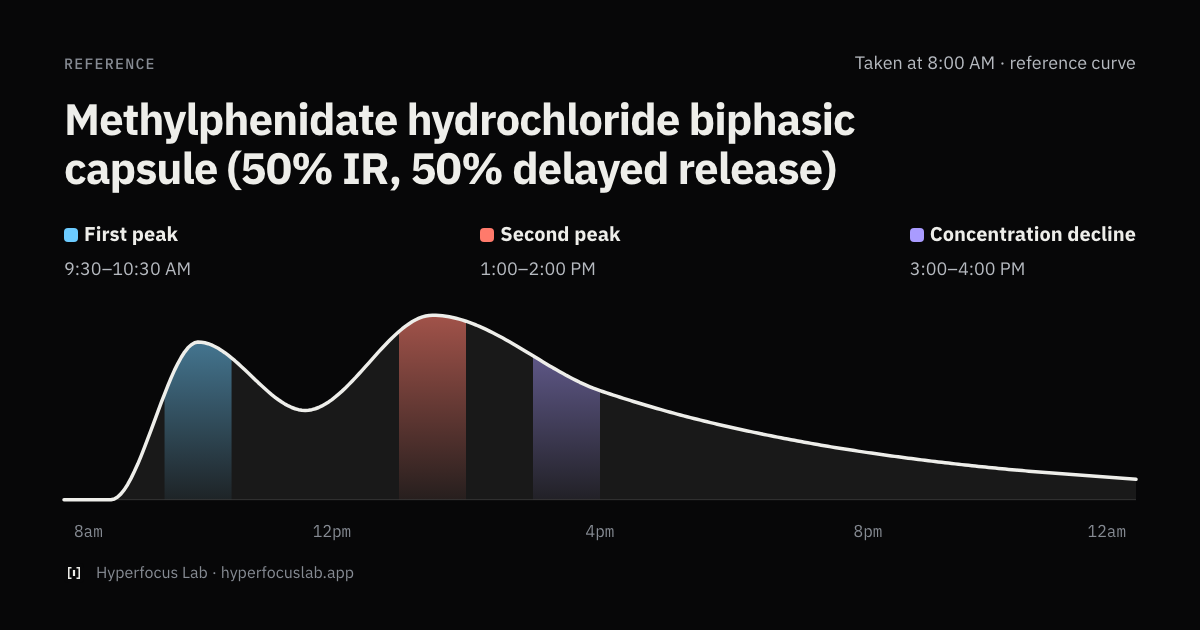 REFERENCE
Taken at 8:00 AM · reference curve
Methylphenidate hydrochloride biphasic
capsule (50% IR, 50% delayed release)
First peak
9:30–10:30 AM
Second peak
1:00–2:00 PM
Concentration decline
3:00–4:00 PM
8am 12pm 4pm 8pm 12am
Hyperfocus Lab · hyperfocuslab.app